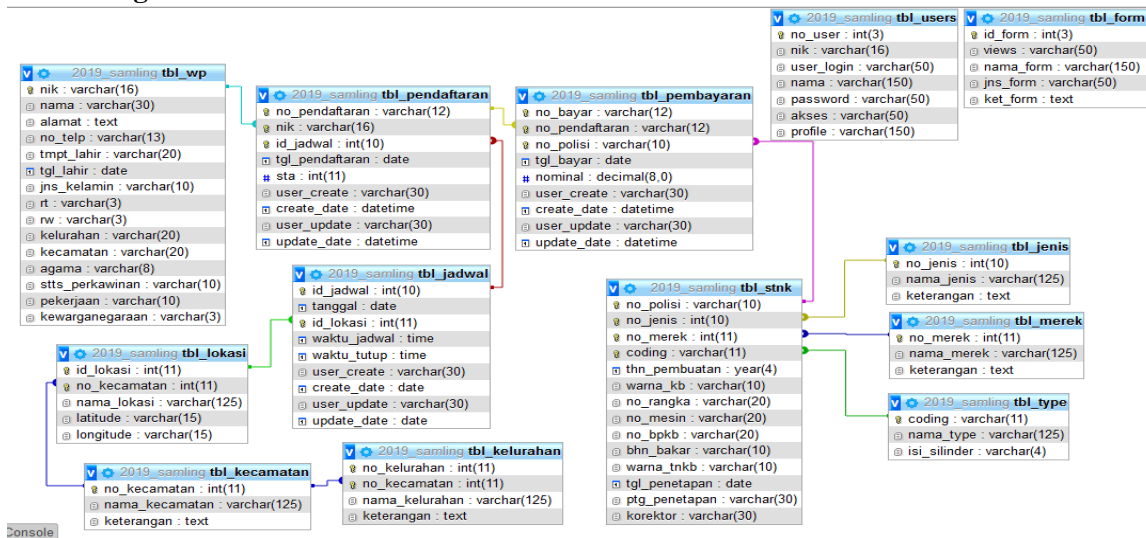 2019_samling tbl_users
no_user : int(3)
nik : varchar(16)
user_login : varchar(50)
nama : varchar(150)
password : varchar(50)
akses : varchar(50)
profile : varchar(150)
2019_samling tbl_form
id_form : int(3)
views : varchar(50)
nama_form : varchar(150)
jns_form : varchar(50)
ket_form : text
2019_samling tbl_wp
nik : varchar(16)
nama : varchar(30)
alamat : text
no_telp : varchar(13)
tmpt_lahir : varchar(20)
tgl_lahir : date
jns_kelamin : varchar(10)
rt : varchar(3)
rw : varchar(3)
kelurahan : varchar(20)
kecamatan : varchar(20)
agama : varchar(8)
stts_perkawinan : varchar(10)
pekerjaan : varchar(10)
kewarganegaraan : varchar(3)
2019_samling tbl_pendaftaran
no_pendaftaran : varchar(12)
nik : varchar(16)
id_jadwal : int(10)
tgl_pendaftaran : date
# sta : int(11)
user_create : varchar(30)
create_date : datetime
user_update : varchar(30)
update_date : datetime
2019_samling tbl_pembayaran
no_bayar : varchar(12)
no_pendaftaran : varchar(12)
no_polisi : varchar(10)
tgl_bayar : date
# nominal : decimal(8,0)
user_create : varchar(30)
create_date : datetime
user_update : varchar(30)
update_date : datetime
2019_samling tbl_jenis
no_jenis : int(10)
nama_jenis : varchar(125)
keterangan : text
2019_samling tbl_jadwal
id_jadwal : int(10)
tanggal : date
id_lokasi : int(11)
waktu_jadwal : time
waktu_tutup : time
user_create : varchar(30)
create_date : date
user_update : varchar(30)
update_date : date
2019_samling tbl_stnk
no_polisi : varchar(10)
no_jenis : int(10)
no_merek : int(11)
coding : varchar(11)
thn_pembuatan : year(4)
warna_kb : varchar(10)
no_rangka : varchar(20)
no_mesin : varchar(20)
no_bpkb : varchar(20)
bhn_bakar : varchar(10)
warna_tnkb : varchar(10)
tgl_penetapan : date
ptg_penetapan : varchar(30)
korektor : varchar(30)
2019_samling tbl_merek
no_merek : int(11)
nama_merek : varchar(125)
keterangan : text
2019_samling tbl_lokasi
id_lokasi : int(11)
no_kecamatan : int(11)
nama_lokasi : varchar(125)
latitude : varchar(15)
longitude : varchar(15)
2019_samling tbl_type
coding : varchar(11)
nama_type : varchar(125)
isi_silinder : varchar(4)
2019_samling tbl_kelurahan
no_kelurahan : int(11)
no_kecamatan : int(11)
nama_kelurahan : varchar(125)
keterangan : text
2019_samling tbl_kecamatan
no_kecamatan : int(11)
nama_kecamatan : varchar(125)
keterangan : text
Console